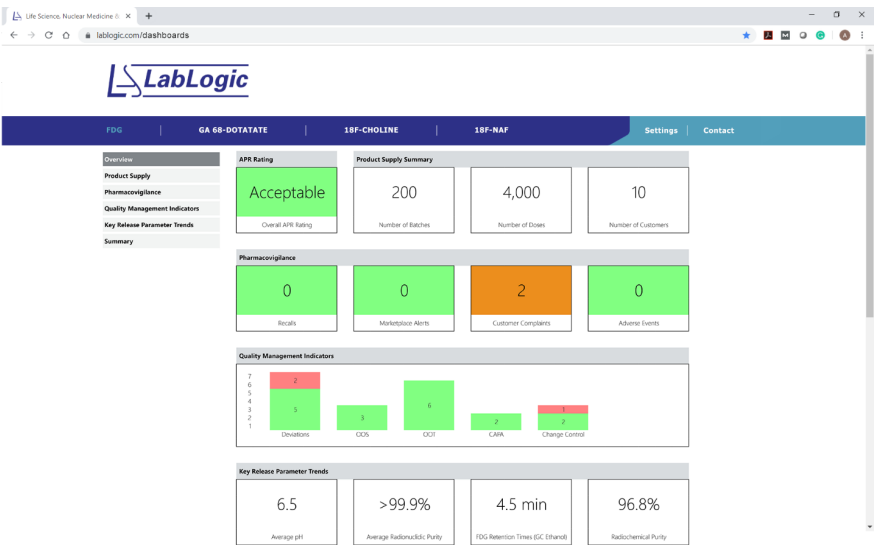 Life Science, Nuclear Medicine &
lablogic.com/dashboards
LabLogic
FDG
GA 68-DOTATATE
18F-CHOLINE
18F-NAF
Settings
Contact
Overview
Product Supply
Pharmacovigilance
Quality Management Indicators
Key Release Parameter Trends
Summary
APR Rating
Product Supply Summary
Acceptable
200
4,000
10
Overall APR Rating
Number of Batches
Number of Doses
Number of Customers
Pharmacovigilance
0
0
2
0
Recalls
Marketplace Alerts
Customer Complaints
Adverse Events
Quality Management Indicators
7
6
5
4
3
2
1
2
5
3
6
2
1
2
Deviations
OOS
OOT
CAPA
Change Control
Key Release Parameter Trends
6.5
>99.9%
4.5 min
96.8%
Average pH
Average Radionuclidic Purity
FDG Retention Times (GC Ethanol)
Radiochemical Purity